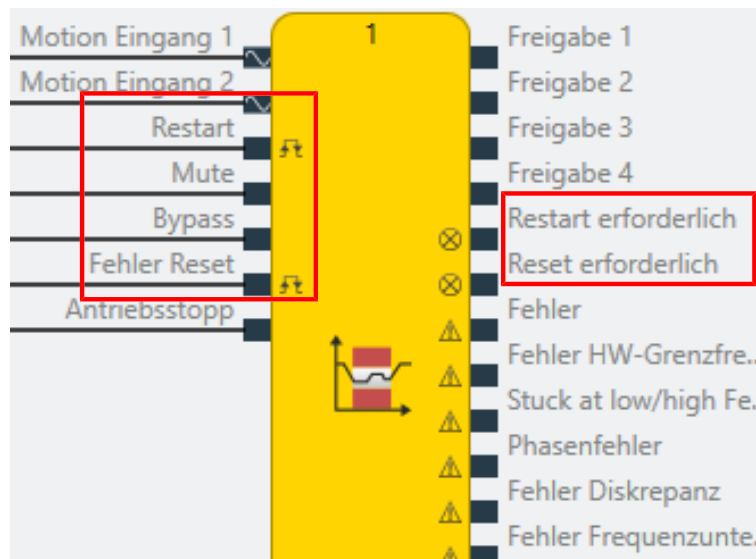 Motion Eingang 1
Motion Eingang 2
Restart
Mute
Bypass
Fehler Reset
Antriebsstopp
1
Freigabe 1
Freigabe 2
Freigabe 3
Freigabe 4
Restart erforderlich
Reset erforderlich
Fehler
Fehler HW-Grenzfre...
Stuck at low/high Fe...
Phasenfehler
Fehler Diskrepanz
Fehler Frequenzunte...